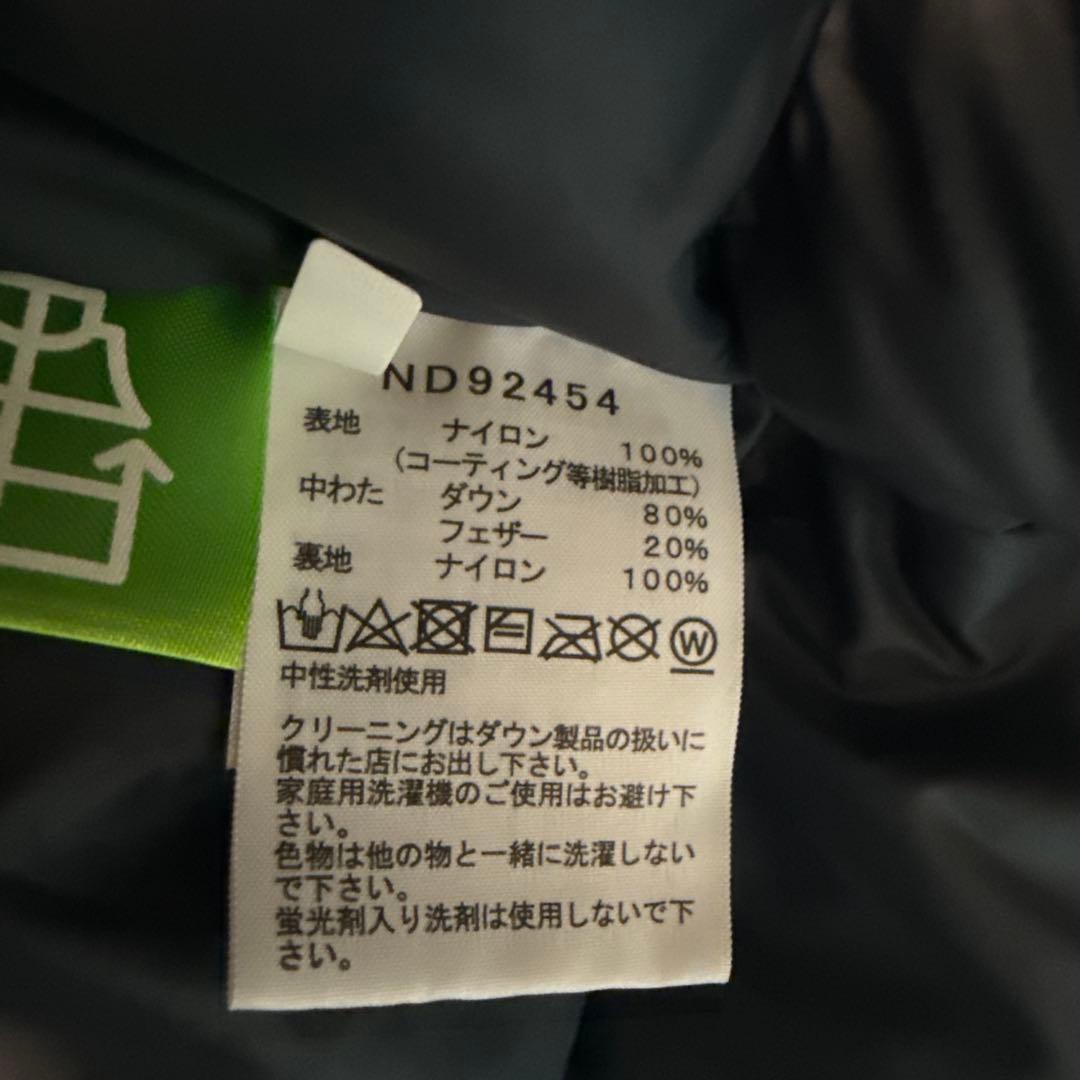 ND92454
表地 ナイロン 100%
(コーティング等樹脂加工)
中わた ダウン 80%
フェザー 20%
裏地 ナイロン 100%
W
中性洗剤使用
クリーニングはダウン製品の扱いに
慣れた店にお出し下さい。
家庭用洗濯機のご使用はお避け下
さい。
色物は他の物と一緒に洗濯しない
で下さい。
蛍光剤入り洗剤は使用しないで下
さい。